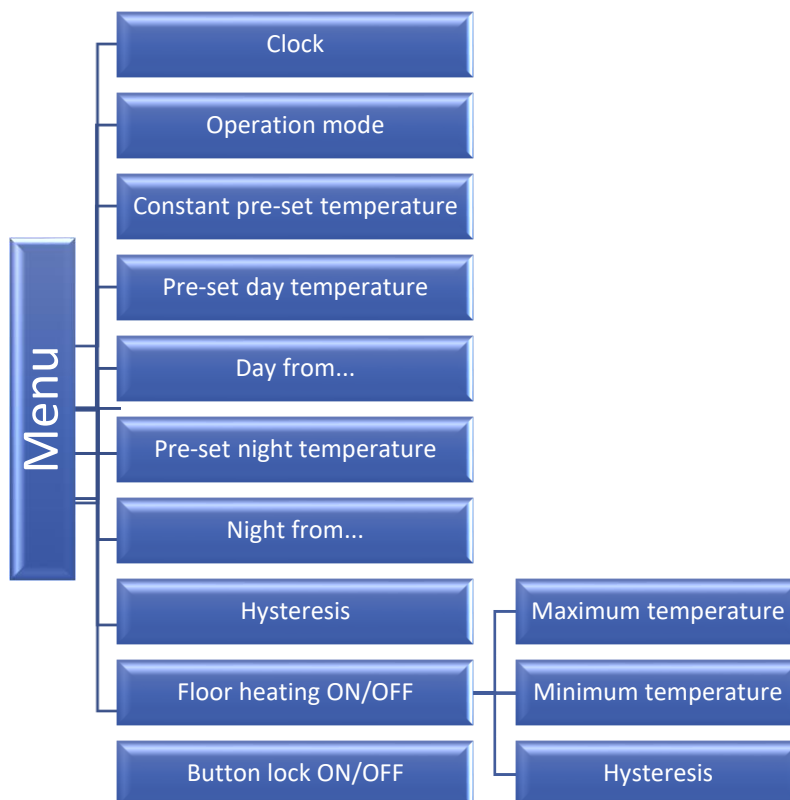 Menu
Clock
Operation mode
Constant pre-set temperature
Pre-set day temperature
Day from...
Pre-set night temperature
Night from...
Hysteresis
Floor heating ON/OFF
Maximum temperature
Minimum temperature
Hysteresis
Button lock ON/OFF